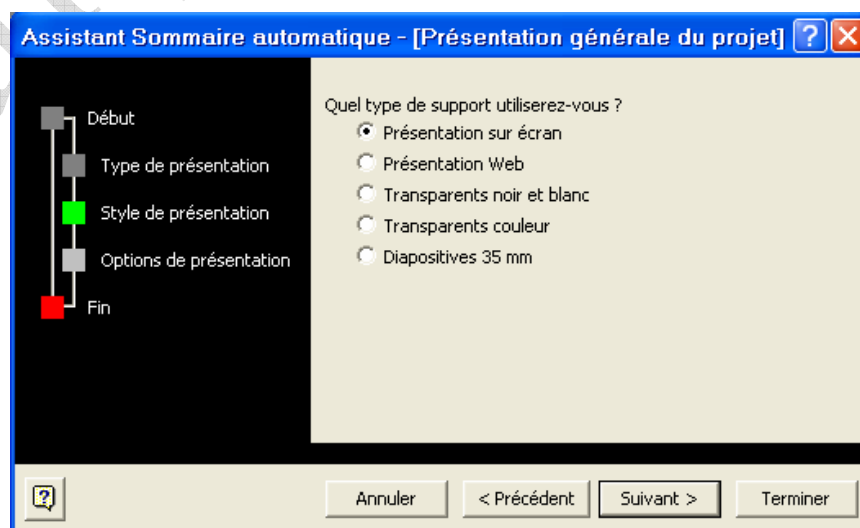 Assistant Sommaire automatique - [Présentation générale du projet]
Début
Type de présentation
Style de présentation
Options de présentation
Fin
Quel type de support utiliserez-vous ?
Présentation sur écran
Présentation Web
Transparents noir et blanc
Transparents couleur
Diapositives 35 mm
Annuler
< Précédent
Suivant >
Terminer